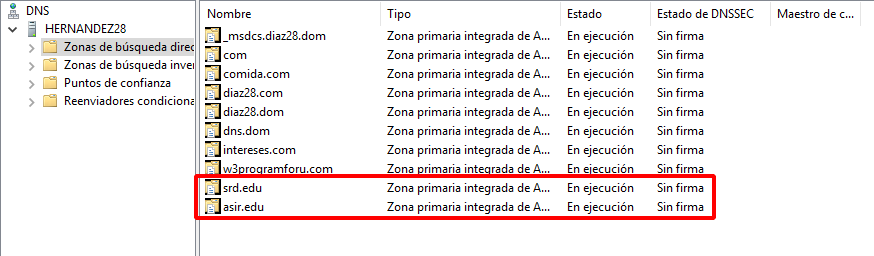 DNS
HERNANDEZ28
Zonas de búsqueda direc
Zonas de búsqueda inver
Puntos de confianza
Reenviadores condiciona
Nombre Tipo Estado Estado de DNSSEC Maestro de c...
_msdcs.diaz28.dom Zona primaria integrada de A... En ejecución Sin firma
com Zona primaria integrada de A... En ejecución Sin firma
comida.com Zona primaria integrada de A... En ejecución Sin firma
diaz28.com Zona primaria integrada de A... En ejecución Sin firma
diaz28.dom Zona primaria integrada de A... En ejecución Sin firma
dns.dom Zona primaria integrada de A... En ejecución Sin firma
intereses.com Zona primaria integrada de A... En ejecución Sin firma
w3programforu.com Zona primaria integrada de A... En ejecución Sin firma
srd.edu Zona primaria integrada de A... En ejecución Sin firma
asir.edu Zona primaria integrada de A... En ejecución Sin firma